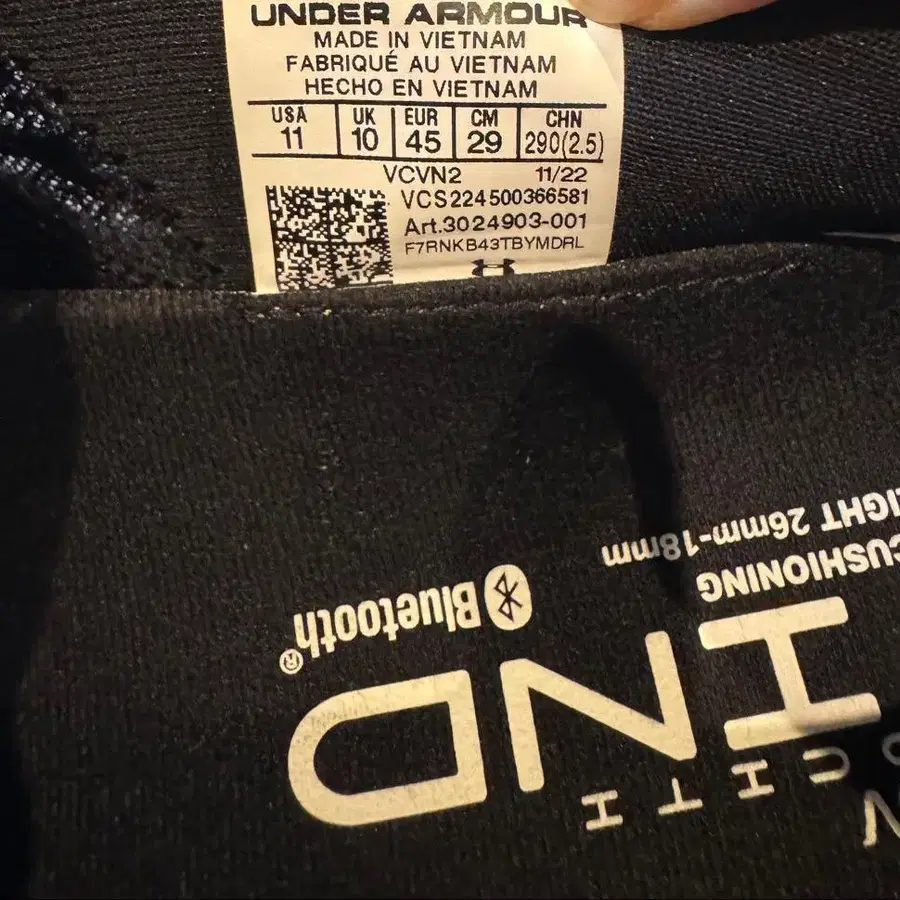 UNDER ARMOUR
MADE IN VIETNAM
FABRIQUÉ AU VIETNAM
HECHO EN VIETNAM
USA UK EUR CM CHN
11 10 45 29 290(2.5)
VCVN2 11/22
VCS224500366581
Art.3024903-001
F7RNKB43TBYMDRL
IND
Bluetooth®
CUSHIONING
26mm-18mm